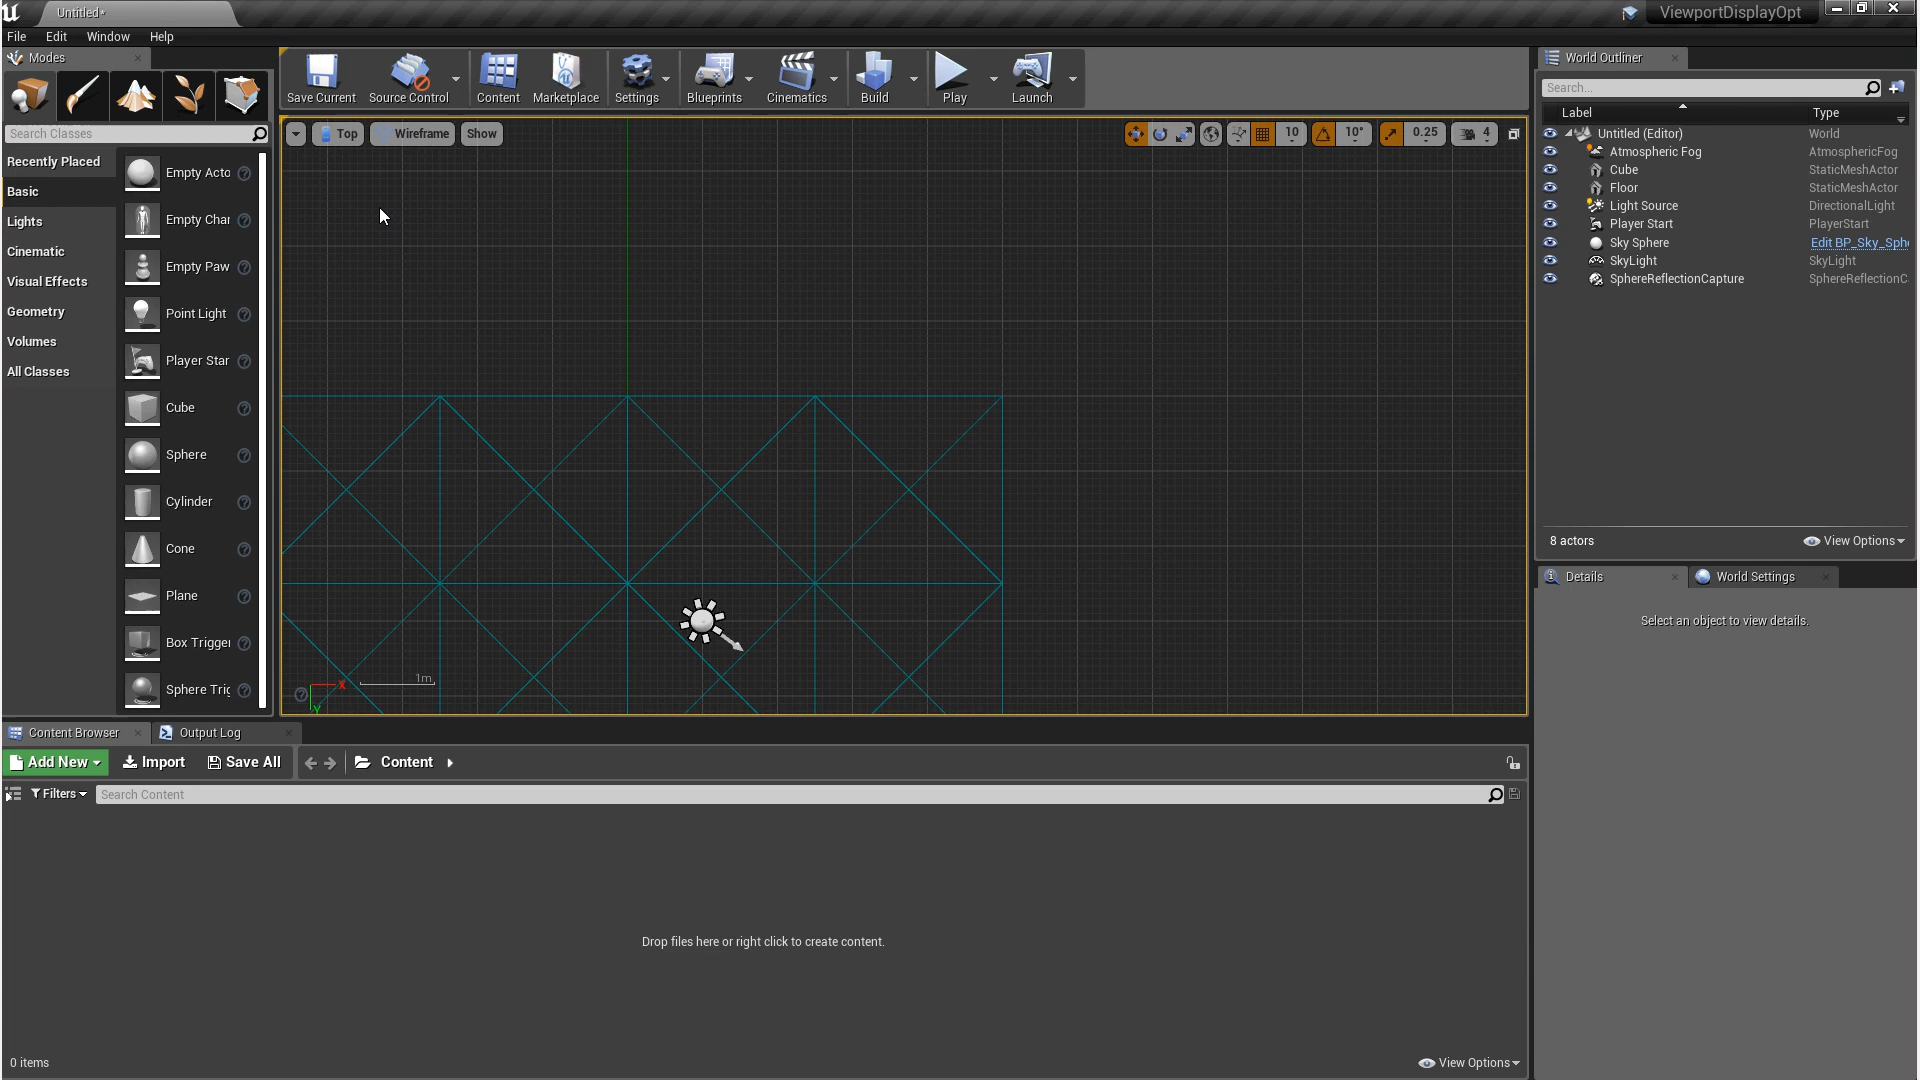 Untitled*
ViewportDisplayOpt
File Edit Window Help
Modes
Search Classes
Recently Placed
Basic
Lights
Cinematic
Visual Effects
Geometry
Volumes
All Classes
Empty Acto
Empty Char
Empty Paw
Point Light
Player Star
Cube
Sphere
Cylinder
Cone
Plane
Box Trigger
Sphere Trig
Save Current Source Control Content Marketplace Settings Blueprints Cinematics Build Play Launch
Top Wireframe Show
10 10° 0.25 4
X
Y
1m
World Outliner
Search...
Label Type
Untitled (Editor) World
Atmospheric Fog AtmosphericFog
Cube StaticMeshActor
Floor StaticMeshActor
Light Source DirectionalLight
Player Start PlayerStart
Sky Sphere Edit BP_Sky_Sph
SkyLight SkyLight
SphereReflectionCapture SphereReflectionC
8 actors View Options
Details World Settings
Select an object to view details.
Content Browser Output Log
Add New Import Save All Content
Filters Search Content
Drop files here or right click to create content.
0 items View Options